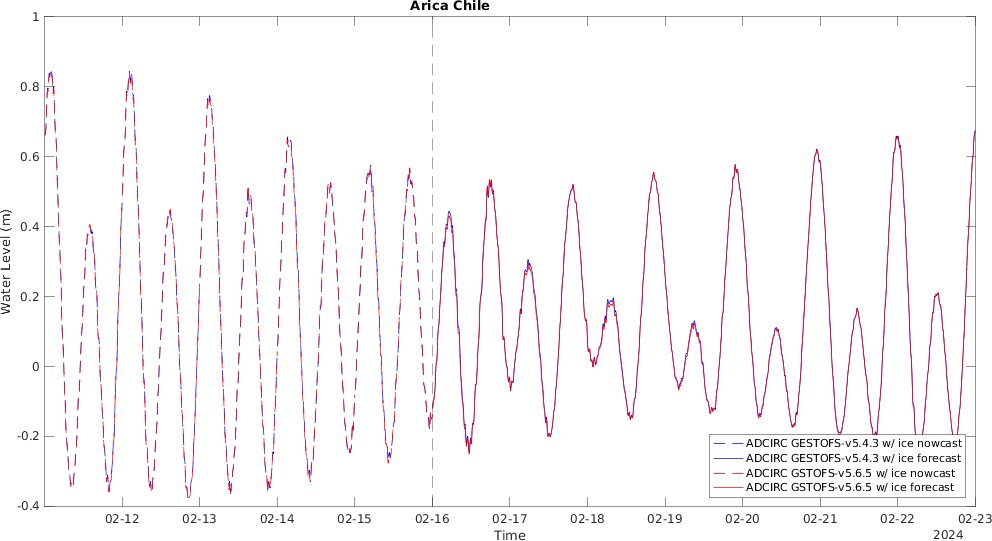 Arica Chile
Water Level (m)
1
0.8
0.6
0.4
0.2
0
-0.2
-0.4
ADCIRC GESTOFS-v5.4.3 w/ ice nowcast
ADCIRC GESTOFS-v5.4.3 w/ ice forecast
ADCIRC GSTOFS-v5.6.5 w/ ice nowcast
ADCIRC GSTOFS-v5.6.5 w/ ice forecast
02-12 02-13 02-14 02-15 02-16 02-17 02-18 02-19 02-20 02-21 02-22 02-23
Time
2024